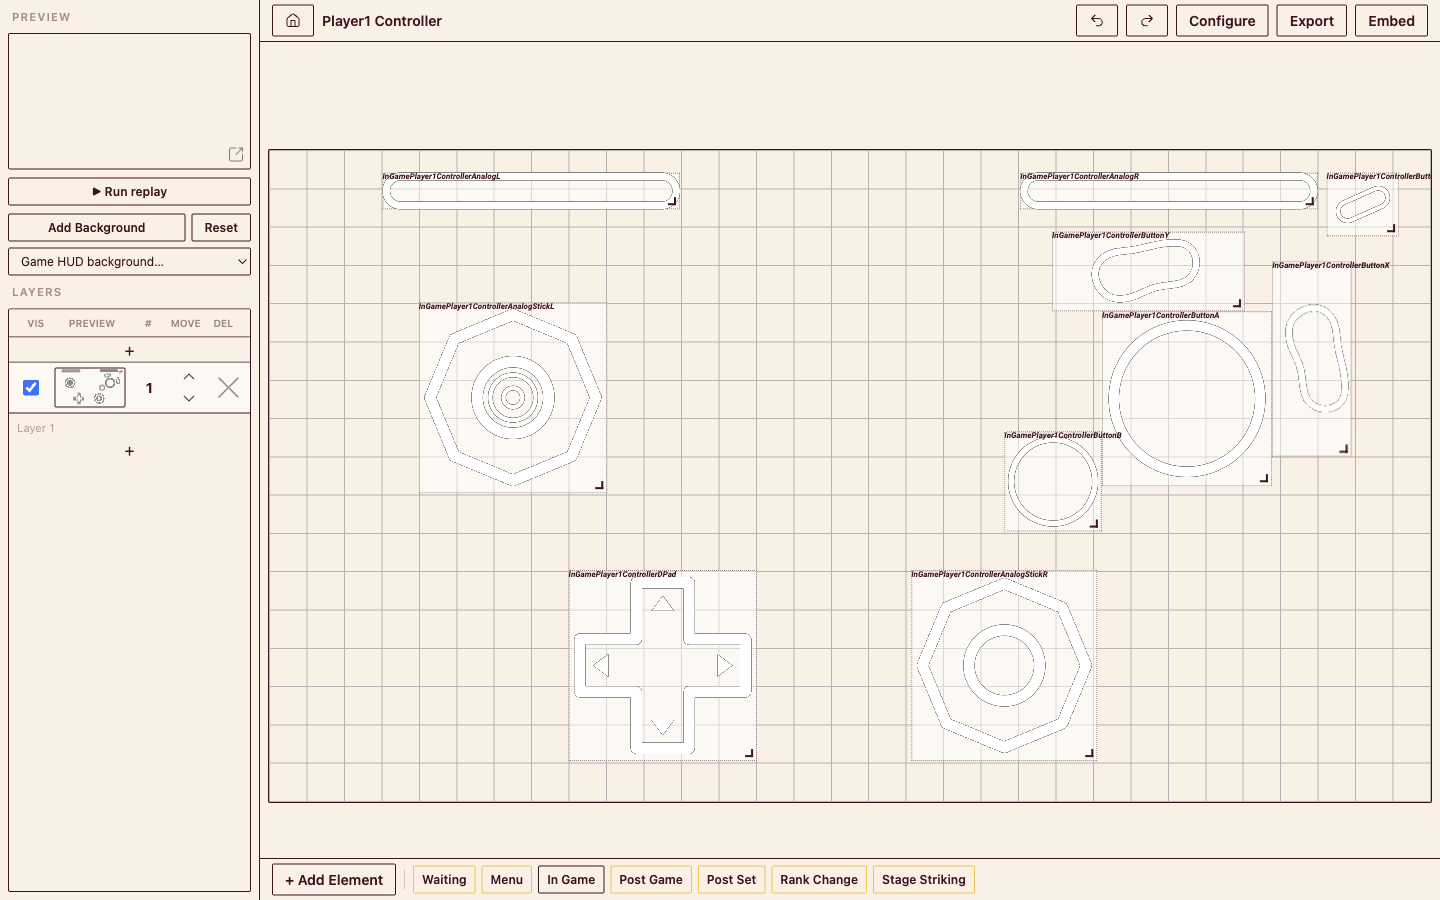 PREVIEW
Run replay
Add Background
Reset
Game HUD background...
LAYERS
VIS PREVIEW # MOVE DEL
+
1
Layer 1
+
Player1 Controller
Configure
Export
Embed
InGamePlayer1ControllerAnalogL
InGamePlayer1ControllerAnalogR
InGamePlayer1ControllerButt
InGamePlayer1ControllerButtonY
InGamePlayer1ControllerButtonX
InGamePlayer1ControllerAnalogStickL
InGamePlayer1ControllerButtonA
InGamePlayer1ControllerButtonB
InGamePlayer1ControllerDPad
InGamePlayer1ControllerAnalogStickR
+ Add Element
Waiting
Menu
In Game
Post Game
Post Set
Rank Change
Stage Striking